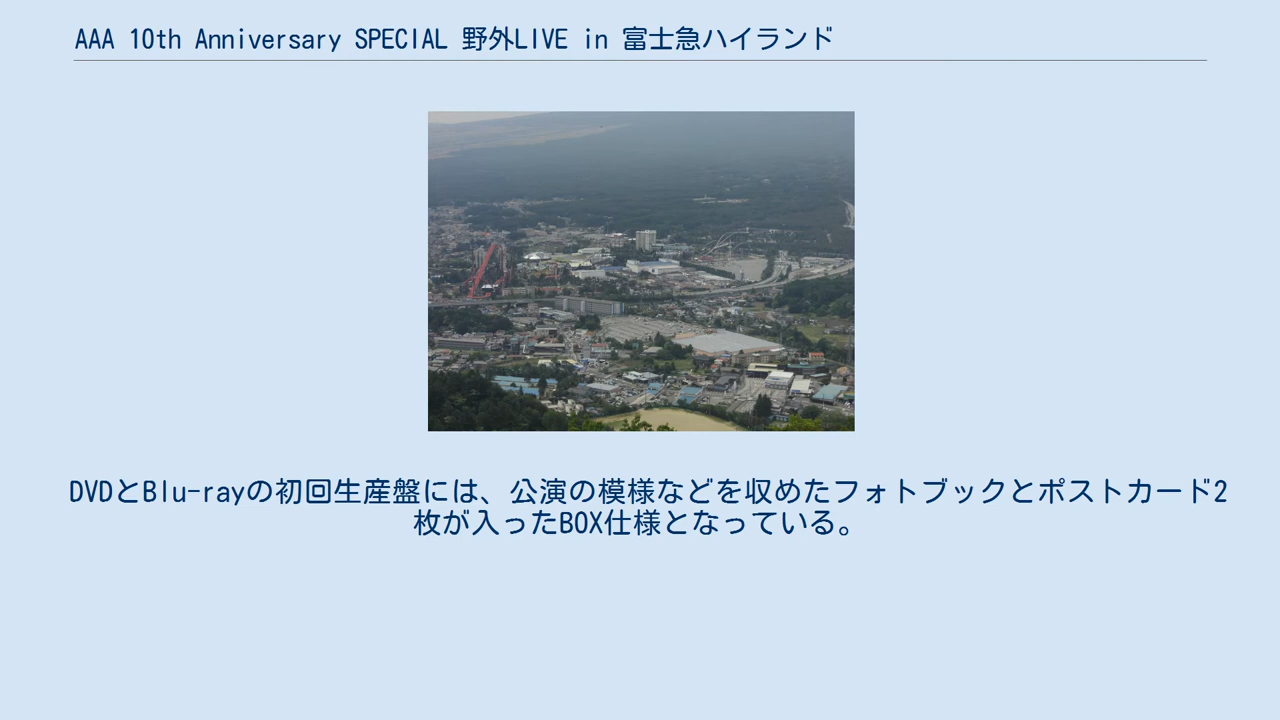 AAA 10th Anniversary SPECIAL 野外LIVE in 富士急ハイランド
DVDとBlu-rayの初回生産盤には、公演の模様などを収めたフォトブックとポストカード2
枚が入ったBOX仕様となっている。